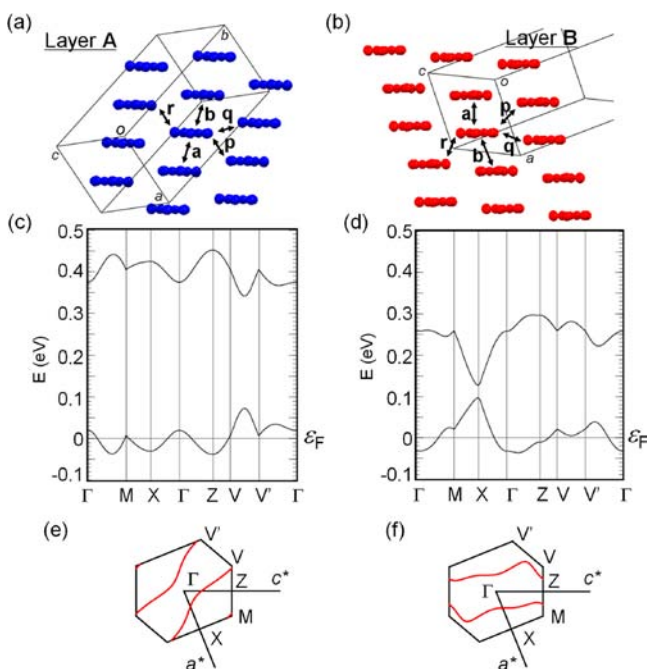 (a)
Layer A
b
r
b
q
o
c
p
a
a
(b)
Layer B
c
o
a
p
r
q
b
a
(c)
0.5
0.4
0.3
0.2
0.1
0
-0.1
E (eV)
εF
Γ M X Γ Z V V' Γ
(d)
0.5
0.4
0.3
0.2
0.1
0
-0.1
E (eV)
εF
Γ M X Γ Z V V' Γ
(e)
V'
V
Γ
Z
c*
M
X
a*
(f)
V'
V
Γ
Z
c*
M
X
a*